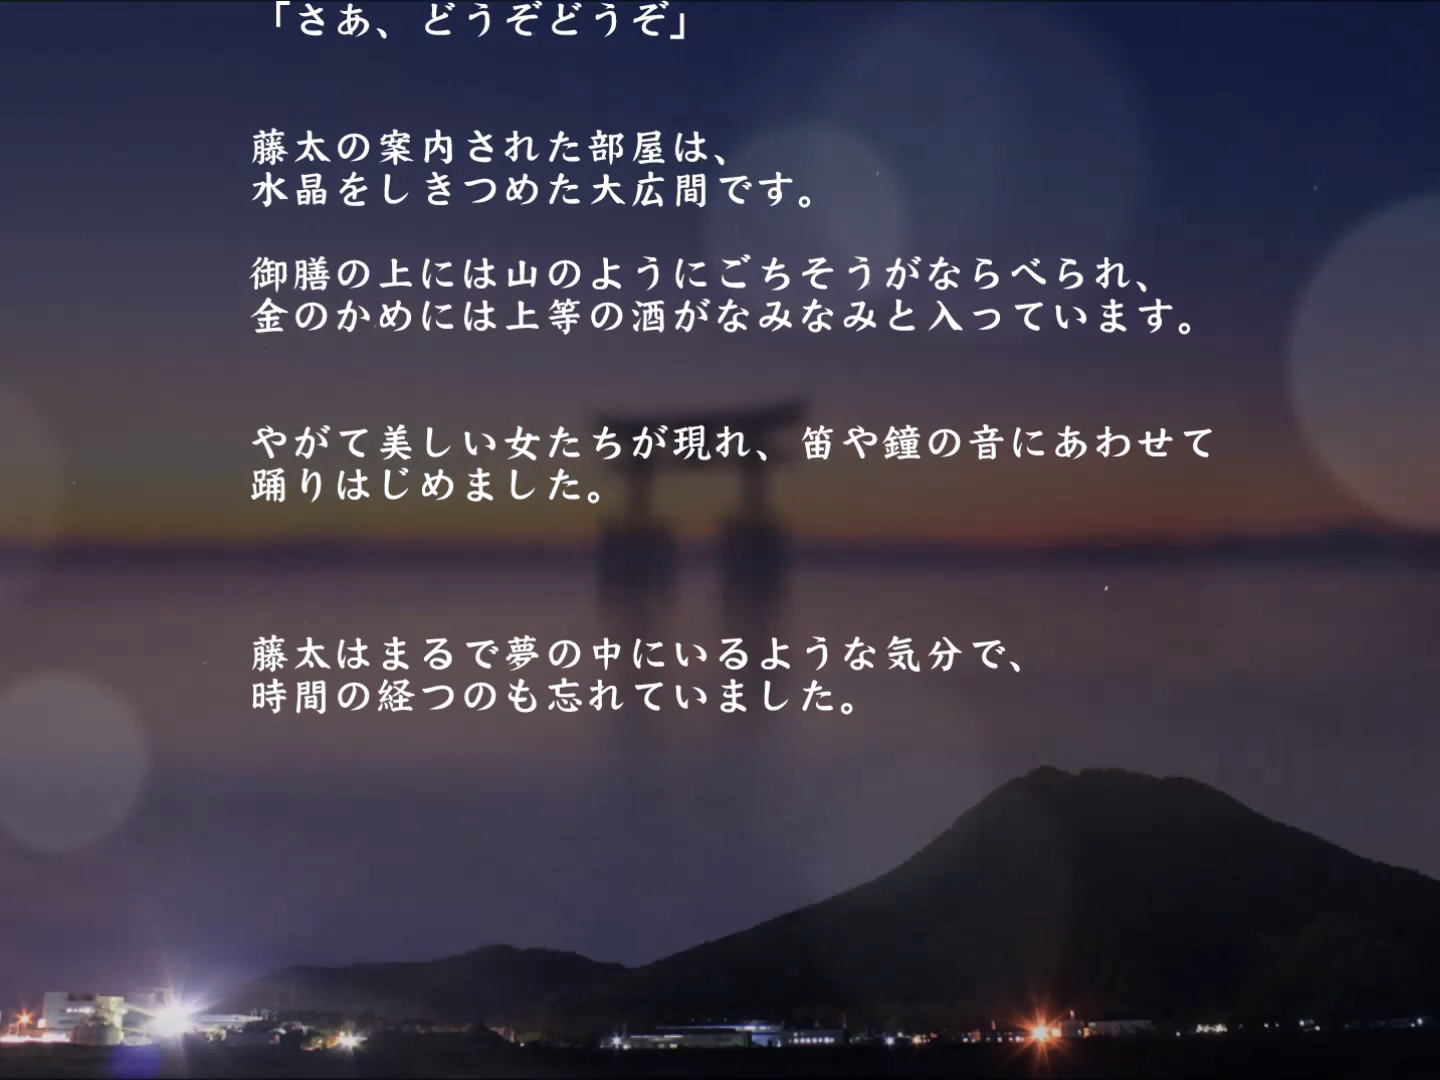 「さあ、どうぞどうぞ」
藤太の案内された部屋は、
水晶をしきつめた大広間です。
御膳の上には山のようにごちそうがならべられ、
金のかめには上等の酒がなみなみと入っています。
やがて美しい女たちが現れ、笛や鐘の音にあわせて
踊りはじめました。
藤太はまるで夢の中にいるような気分で、
時間の経つのも忘れていました。